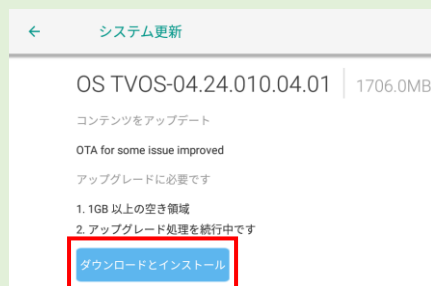 ← システム更新
OS TVOS-04.24.010.04.01 1706.0MB
コンテンツをアップデート
OTA for some issue improved
アップグレードに必要です
1. 1GB 以上の空き領域
2. アップグレード処理を続行中です
ダウンロードとインストール